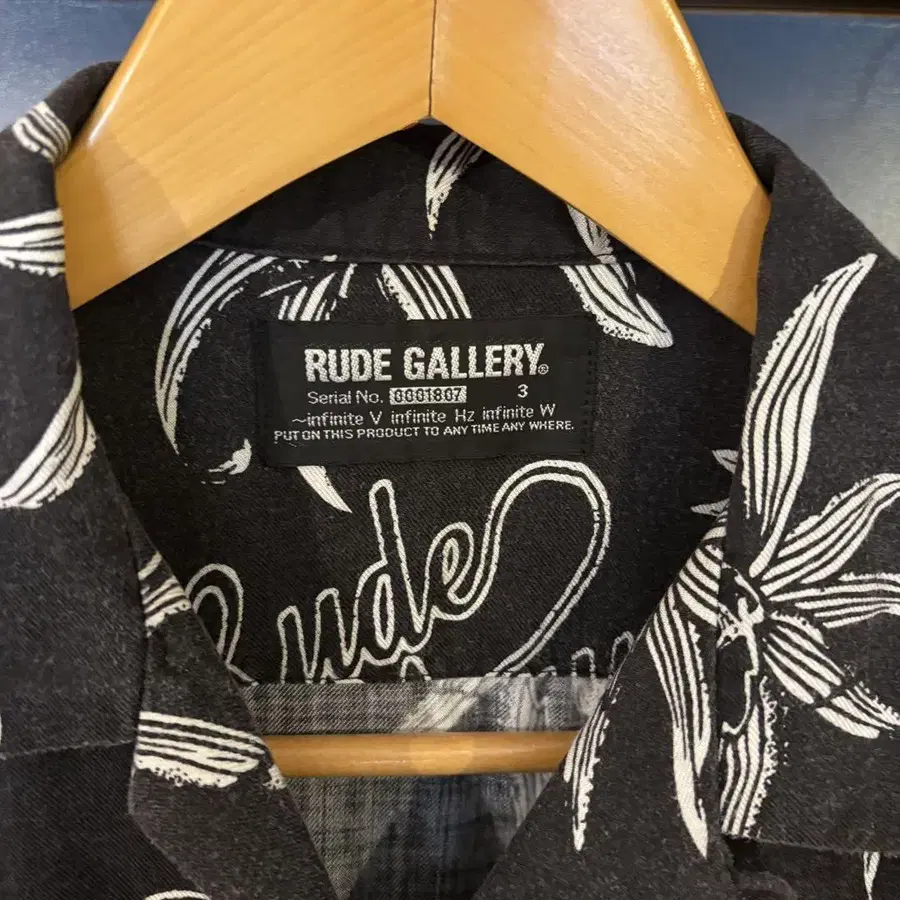 RUDE GALLERY®
Serial No. 0001807 3
~infinite V infinite Hz infinite W
PUT ON THIS PRODUCT TO ANY TIME ANY WHERE.
Rude